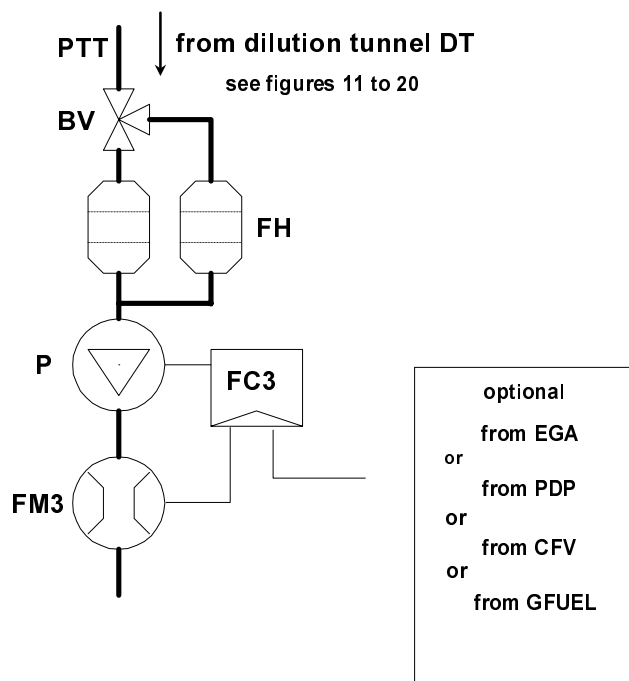 PTT
from dilution tunnel DT
see figures 11 to 20
BV
FH
P
FC3
FM3
optional
from EGA
or
from PDP
or
from CFV
or
from GFUEL